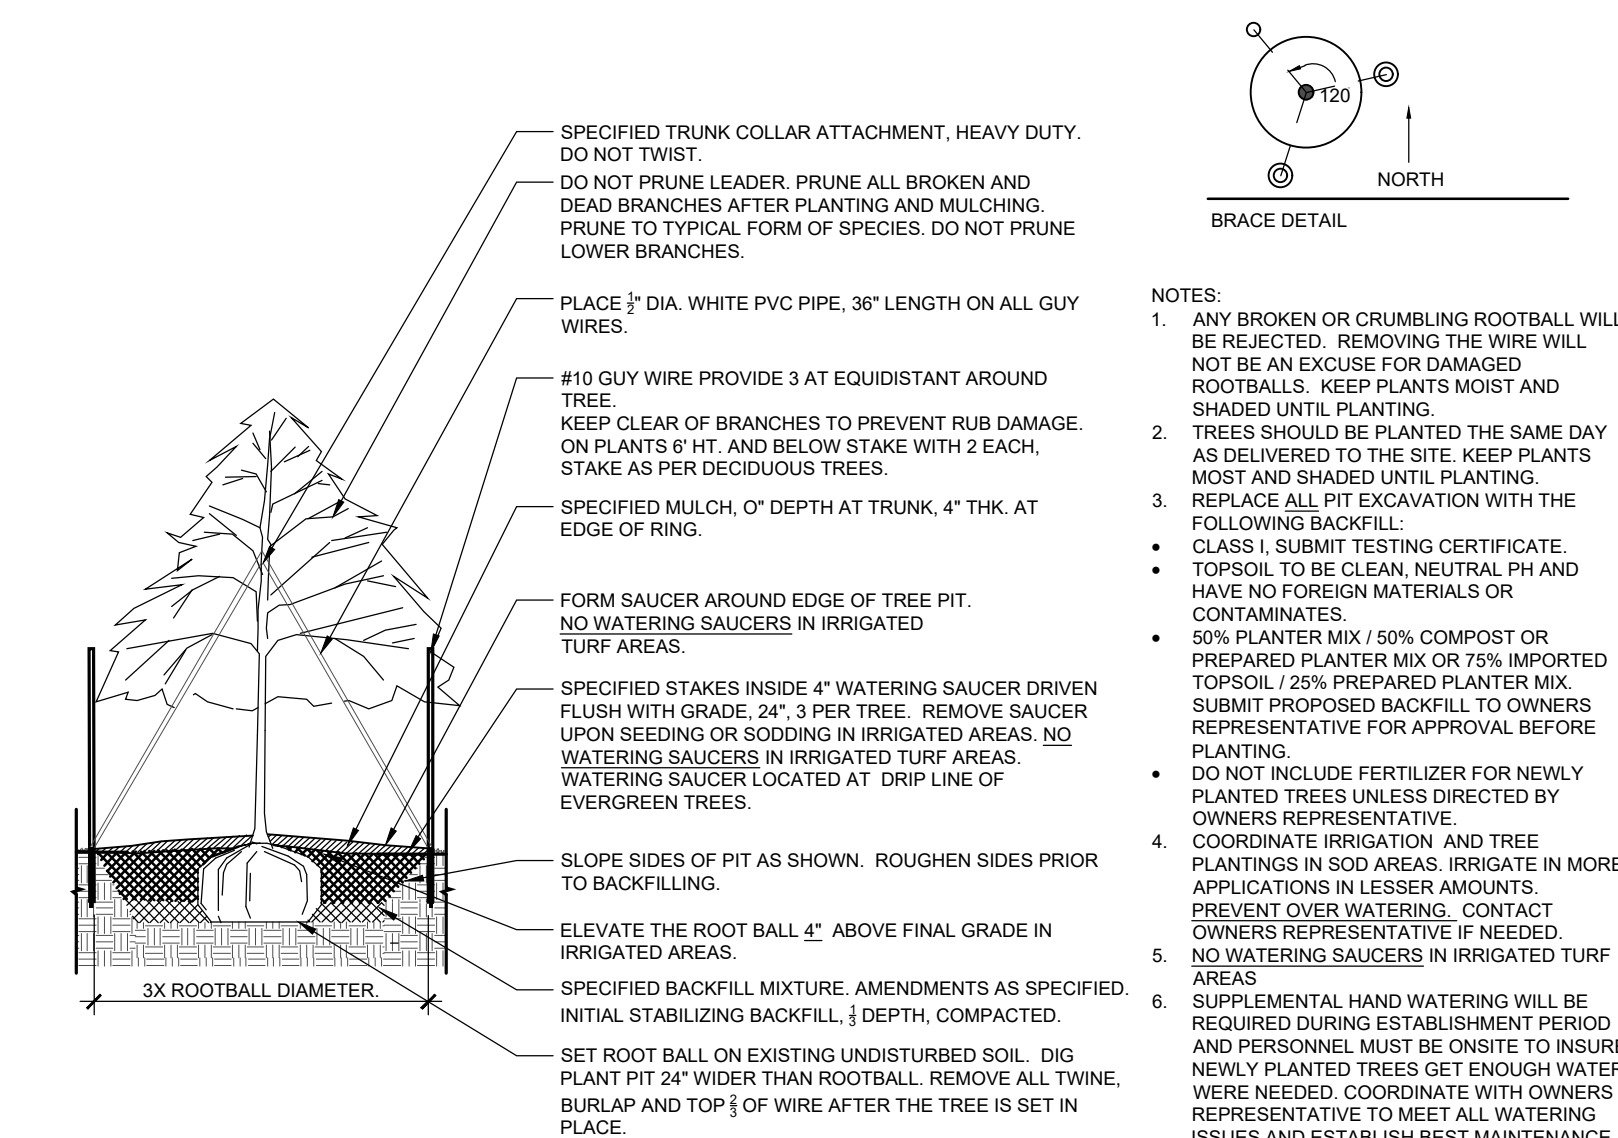 SPECIFIED TRUNK COLLAR ATTACHMENT, HEAVY DUTY.
DO NOT TWIST.
DO NOT PRUNE LEADER. PRUNE ALL BROKEN AND
DEAD BRANCHES AFTER PLANTING AND MULCHING.
PRUNE TO TYPICAL FORM OF SPECIES. DO NOT PRUNE
LOWER BRANCHES.
PLACE 1/2" DIA. WHITE PVC PIPE, 36" LENGTH ON ALL GUY
WIRES.
#10 GUY WIRE PROVIDE 3 AT EQUIDISTANT AROUND
TREE.
KEEP CLEAR OF BRANCHES TO PREVENT RUB DAMAGE.
ON PLANTS 6' HT. AND BELOW STAKE WITH 2 EACH,
STAKE AS PER DECIDUOUS TREES.
SPECIFIED MULCH, O" DEPTH AT TRUNK, 4" THK. AT
EDGE OF RING.
FORM SAUCER AROUND EDGE OF TREE PIT.
NO WATERING SAUCERS IN IRRIGATED
TURF AREAS.
SPECIFIED STAKES INSIDE 4" WATERING SAUCER DRIVEN
FLUSH WITH GRADE, 24", 3 PER TREE. REMOVE SAUCER
UPON SEEDING OR SODDING IN IRRIGATED AREAS. NO
WATERING SAUCERS IN IRRIGATED TURF AREAS.
WATERING SAUCER LOCATED AT DRIP LINE OF
EVERGREEN TREES.
SLOPE SIDES OF PIT AS SHOWN. ROUGHEN SIDES PRIOR
TO BACKFILLING.
ELEVATE THE ROOT BALL 4" ABOVE FINAL GRADE IN
IRRIGATED AREAS.
SPECIFIED BACKFILL MIXTURE. AMENDMENTS AS SPECIFIED.
INITIAL STABILIZING BACKFILL, 1/3 DEPTH, COMPACTED.
SET ROOT BALL ON EXISTING UNDISTURBED SOIL. DIG
PLANT PIT 24" WIDER THAN ROOTBALL. REMOVE ALL TWINE,
BURLAP AND TOP 2/3 OF WIRE AFTER THE TREE IS SET IN
PLACE.
3X ROOTBALL DIAMETER.
120
NORTH
BRACE DETAIL
NOTES:
1. ANY BROKEN OR CRUMBLING ROOTBALL WILL
BE REJECTED. REMOVING THE WIRE WILL
NOT BE AN EXCUSE FOR DAMAGED
ROOTBALLS. KEEP PLANTS MOIST AND
SHADED UNTIL PLANTING.
2. TREES SHOULD BE PLANTED THE SAME DAY
AS DELIVERED TO THE SITE. KEEP PLANTS
MOST AND SHADED UNTIL PLANTING.
3. REPLACE ALL PIT EXCAVATION WITH THE
FOLLOWING BACKFILL:
• CLASS I, SUBMIT TESTING CERTIFICATE.
• TOPSOIL TO BE CLEAN, NEUTRAL PH AND
HAVE NO FOREIGN MATERIALS OR
CONTAMINATES.
• 50% PLANTER MIX / 50% COMPOST OR
PREPARED PLANTER MIX OR 75% IMPORTED
TOPSOIL / 25% PREPARED PLANTER MIX.
SUBMIT PROPOSED BACKFILL TO OWNERS
REPRESENTATIVE FOR APPROVAL BEFORE
PLANTING.
• DO NOT INCLUDE FERTILIZER FOR NEWLY
PLANTED TREES UNLESS DIRECTED BY
OWNERS REPRESENTATIVE.
4. COORDINATE IRRIGATION AND TREE
PLANTINGS IN SOD AREAS. IRRIGATE IN MORE
APPLICATIONS IN LESSER AMOUNTS.
PREVENT OVER WATERING. CONTACT
OWNERS REPRESENTATIVE IF NEEDED.
5. NO WATERING SAUCERS IN IRRIGATED TURF
AREAS
6. SUPPLEMENTAL HAND WATERING WILL BE
REQUIRED DURING ESTABLISHMENT PERIOD
AND PERSONNEL MUST BE ONSITE TO INSURE
NEWLY PLANTED TREES GET ENOUGH WATER
WERE NEEDED. COORDINATE WITH OWNERS
REPRESENTATIVE TO MEET ALL WATERING
ISSUES AND ESTABLISH BEST MAINTENANCE